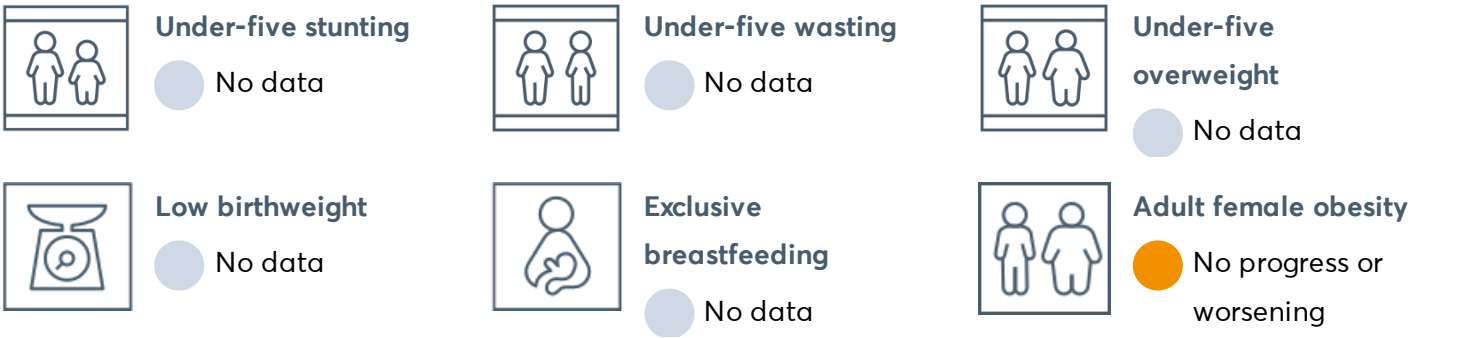 Under-five stunting
No data
Under-five wasting
No data
Under-five
overweight
No data
Low birthweight
No data
Exclusive
breastfeeding
No data
Adult female obesity
No progress or
worsening